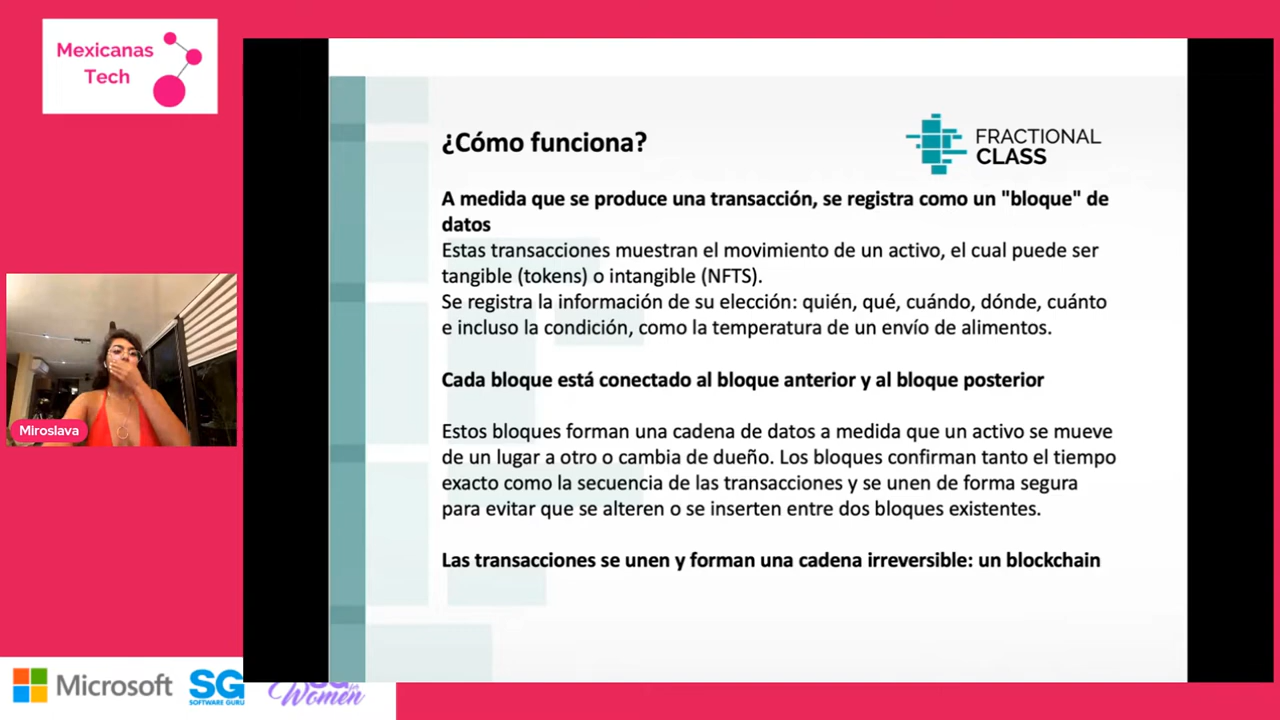 Mexicanas
Tech
¿Cómo funciona?
FRACTIONAL
CLASS
A medida que se produce una transacción, se registra como un "bloque" de
datos
Estas transacciones muestran el movimiento de un activo, el cual puede ser
tangible (tokens) o intangible (NFTS).
Se registra la información de su elección: quién, qué, cuándo, dónde, cuánto
e incluso la condición, como la temperatura de un envío de alimentos.
Cada bloque está conectado al bloque anterior y al bloque posterior
Estos bloques forman una cadena de datos a medida que un activo se mueve
de un lugar a otro o cambia de dueño. Los bloques confirman tanto el tiempo
exacto como la secuencia de las transacciones y se unen de forma segura
para evitar que se alteren o se inserten entre dos bloques existentes.
Las transacciones se unen y forman una cadena irreversible: un blockchain
Miroslava
Microsoft
SG
SOFTWARE GURU
Women